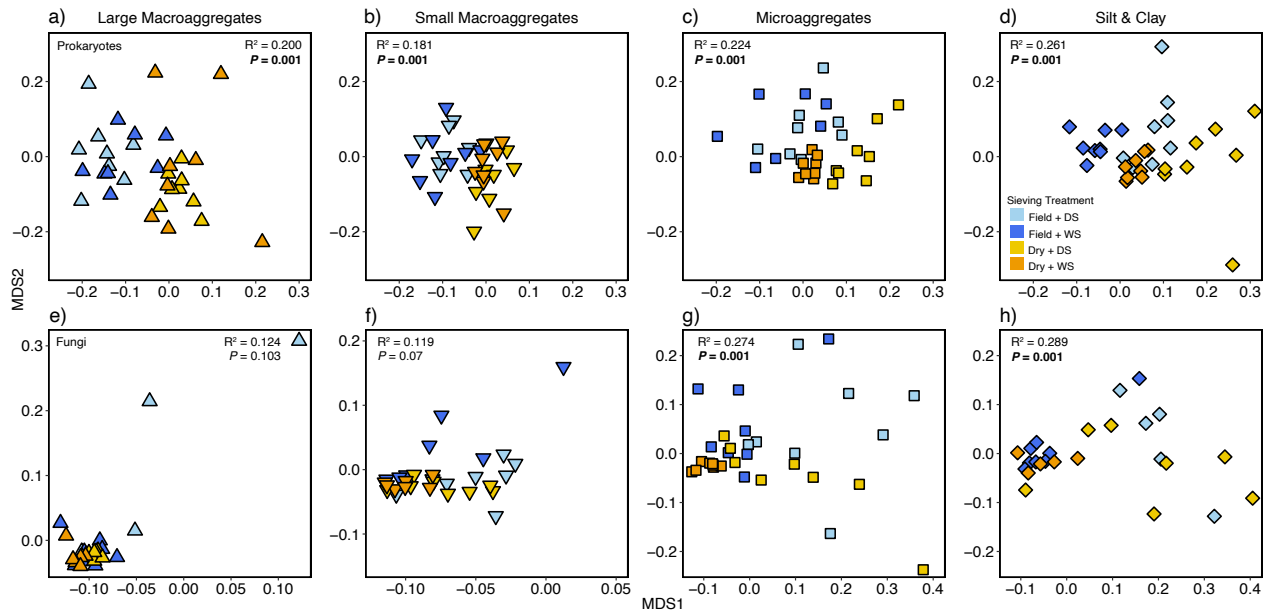 a) Large Macroaggregates
b) Small Macroaggregates
c) Microaggregates
d) Silt & Clay
Prokaryotes
R² = 0.200
P = 0.001
R² = 0.181
P = 0.001
R² = 0.224
P = 0.001
R² = 0.261
P = 0.001
0.2
0.0
−0.2
0.2
0.0
−0.2
0.2
0.0
−0.2
0.2
0.0
−0.2
Sieving Treatment
Field + DS
Field + WS
Dry + DS
Dry + WS
−0.2 −0.1 0.0 0.1 0.2 0.3
−0.2 −0.1 0.0 0.1 0.2 0.3
−0.2 −0.1 0.0 0.1 0.2 0.3
−0.2 −0.1 0.0 0.1 0.2 0.3
MDS2
e)
f)
g)
h)
Fungi
R² = 0.124
P = 0.103
R² = 0.119
P = 0.07
R² = 0.274
P = 0.001
R² = 0.289
P = 0.001
0.3
0.2
0.1
0.0
0.2
0.1
0.0
−0.1
0.2
0.1
0.0
−0.1
−0.2
0.2
0.1
0.0
−0.1
−0.2
−0.10 −0.05 0.00 0.05 0.10
−0.10 −0.05 0.00 0.05
−0.1 0.0 0.1 0.2 0.3 0.4
−0.1 0.0 0.1 0.2 0.3 0.4
MDS1